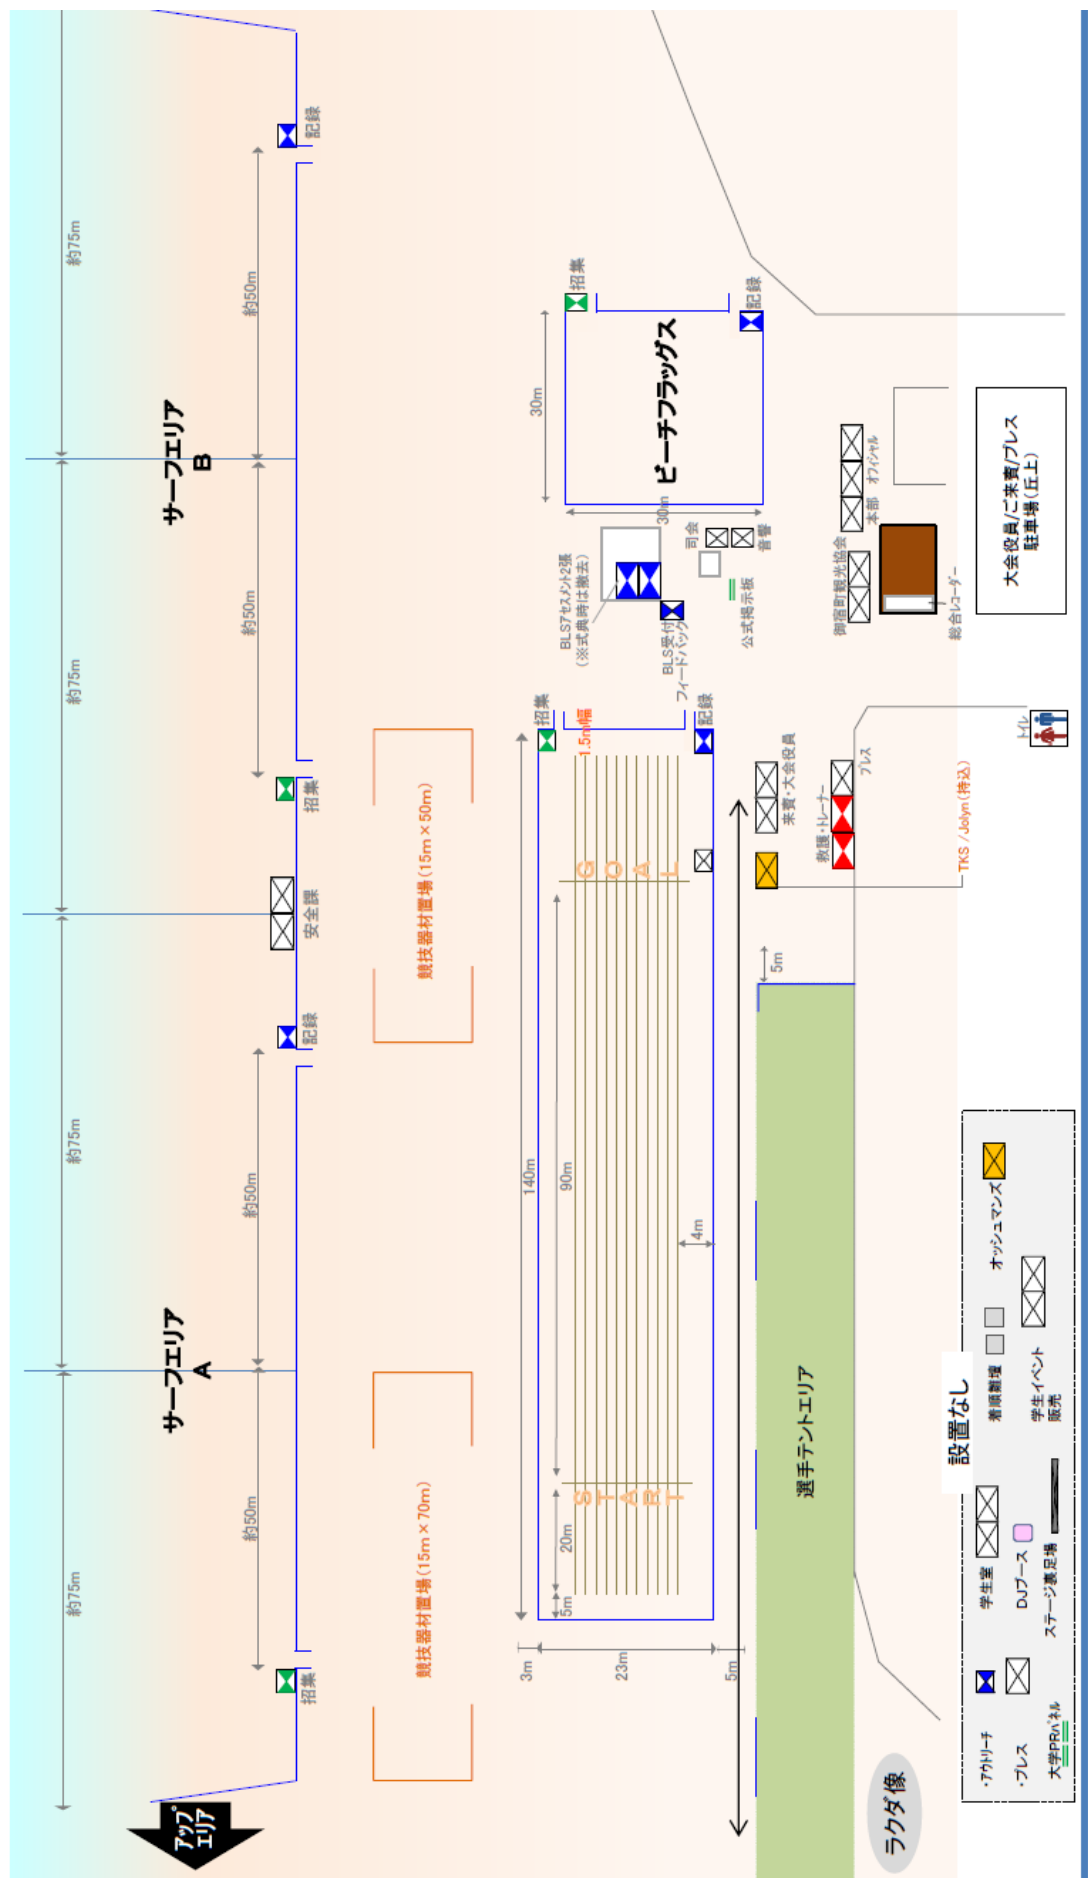 約75m
約75m
約75m
約75m
サーフエリア
B
サーフエリア
A
アップ
エリア
約50m
約50m
約50m
約50m
記録
招集
安全課
記録
招集
競技器材置場(15m×50m)
競技器材置場(15m×70m)
招集
記録
30m
30m
ビーチフラッグス
BLSアセスメント2張
(※式典時は撤去)
BLS受付
フィードバック
司会
音響
公式掲示板
オフィシャル
本部
御宿町観光協会
総合レコーダー
大会役員/ご来賓/プレス
駐車場(丘上)
招集
1.5m幅
記録
140m
90m
GOAL
START
4m
20m
5m
3m
23m
5m
来賓・大会役員
プレス
救護・トレーナー
トイレ
TKS / Jolyn(持込)
5m
選手テントエリア
ラクダ像
設置なし
・アウトリーチ
学生室
着順雛壇
オッシュマンズ
・プレス
DJブース
学生イベント
販売
大学PRパネル
ステージ裏足場